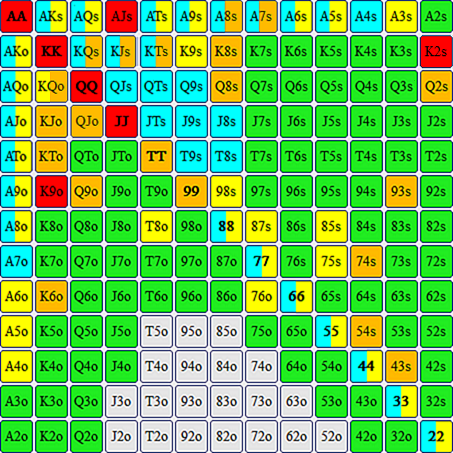 AA AKs AQs AJs ATs A9s A8s A7s A6s A5s A4s A3s A2s
AKo KK KQs KJs KTs K9s K8s K7s K6s K5s K4s K3s K2s
AQo KQo QQ QJs QTs Q9s Q8s Q7s Q6s Q5s Q4s Q3s Q2s
AJo KJo QJo JJ JTs J9s J8s J7s J6s J5s J4s J3s J2s
ATo KTo QTo JTo TT T9s T8s T7s T6s T5s T4s T3s T2s
A9o K9o Q9o J9o T9o 99 98s 97s 96s 95s 94s 93s 92s
A8o K8o Q8o J8o T8o 98o 88 87s 86s 85s 84s 83s 82s
A7o K7o Q7o J7o T7o 97o 87o 77 76s 75s 74s 73s 72s
A6o K6o Q6o J6o T6o 96o 86o 76o 66 65s 64s 63s 62s
A5o K5o Q5o J5o T5o 95o 85o 75o 65o 55 54s 53s 52s
A4o K4o Q4o J4o T4o 94o 84o 74o 64o 54o 44 43s 42s
A3o K3o Q3o J3o T3o 93o 83o 73o 63o 53o 43o 33 32s
A2o K2o Q2o J2o T2o 92o 82o 72o 62o 52o 42o 32o 22